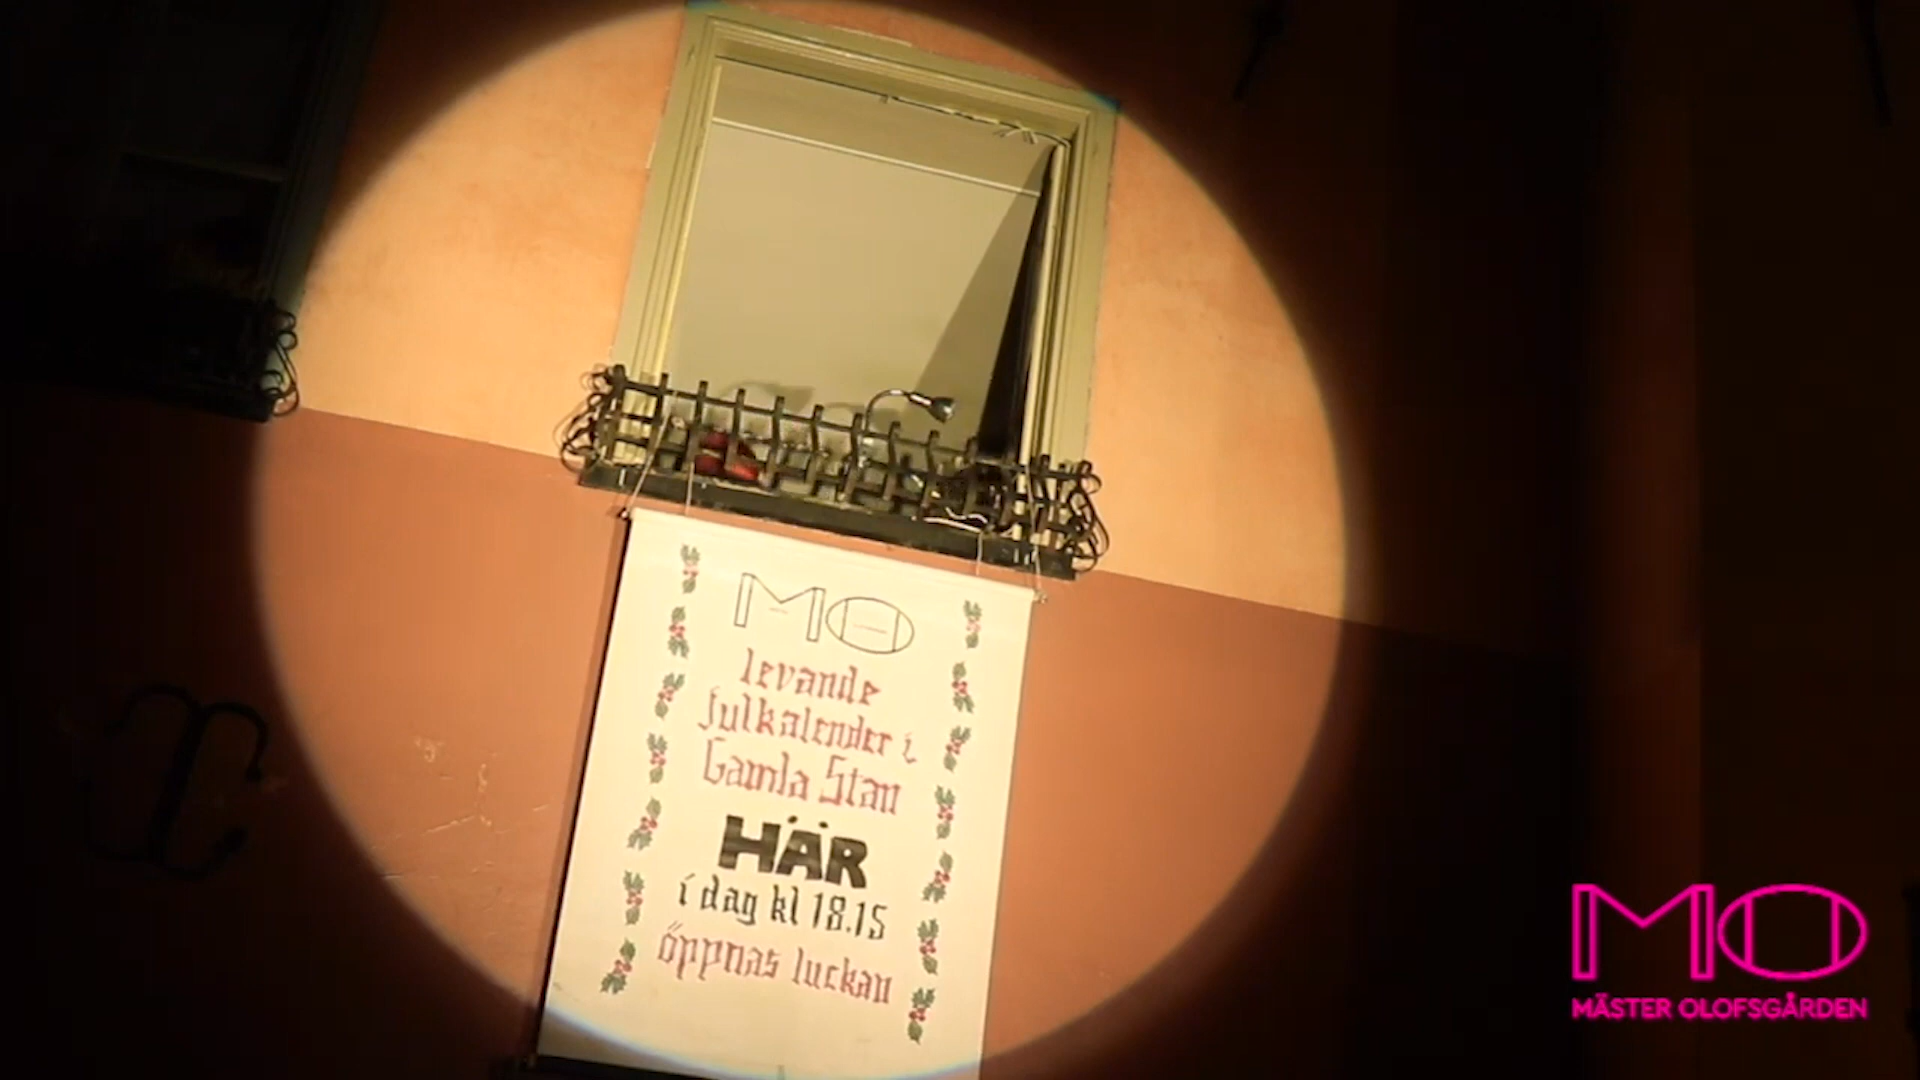 MO
levande
julkalender i
Gamla Stan
HÄR
i dag kl 18.15
öppnas luckan
MO
MÄSTER OLOFSGÅRDEN